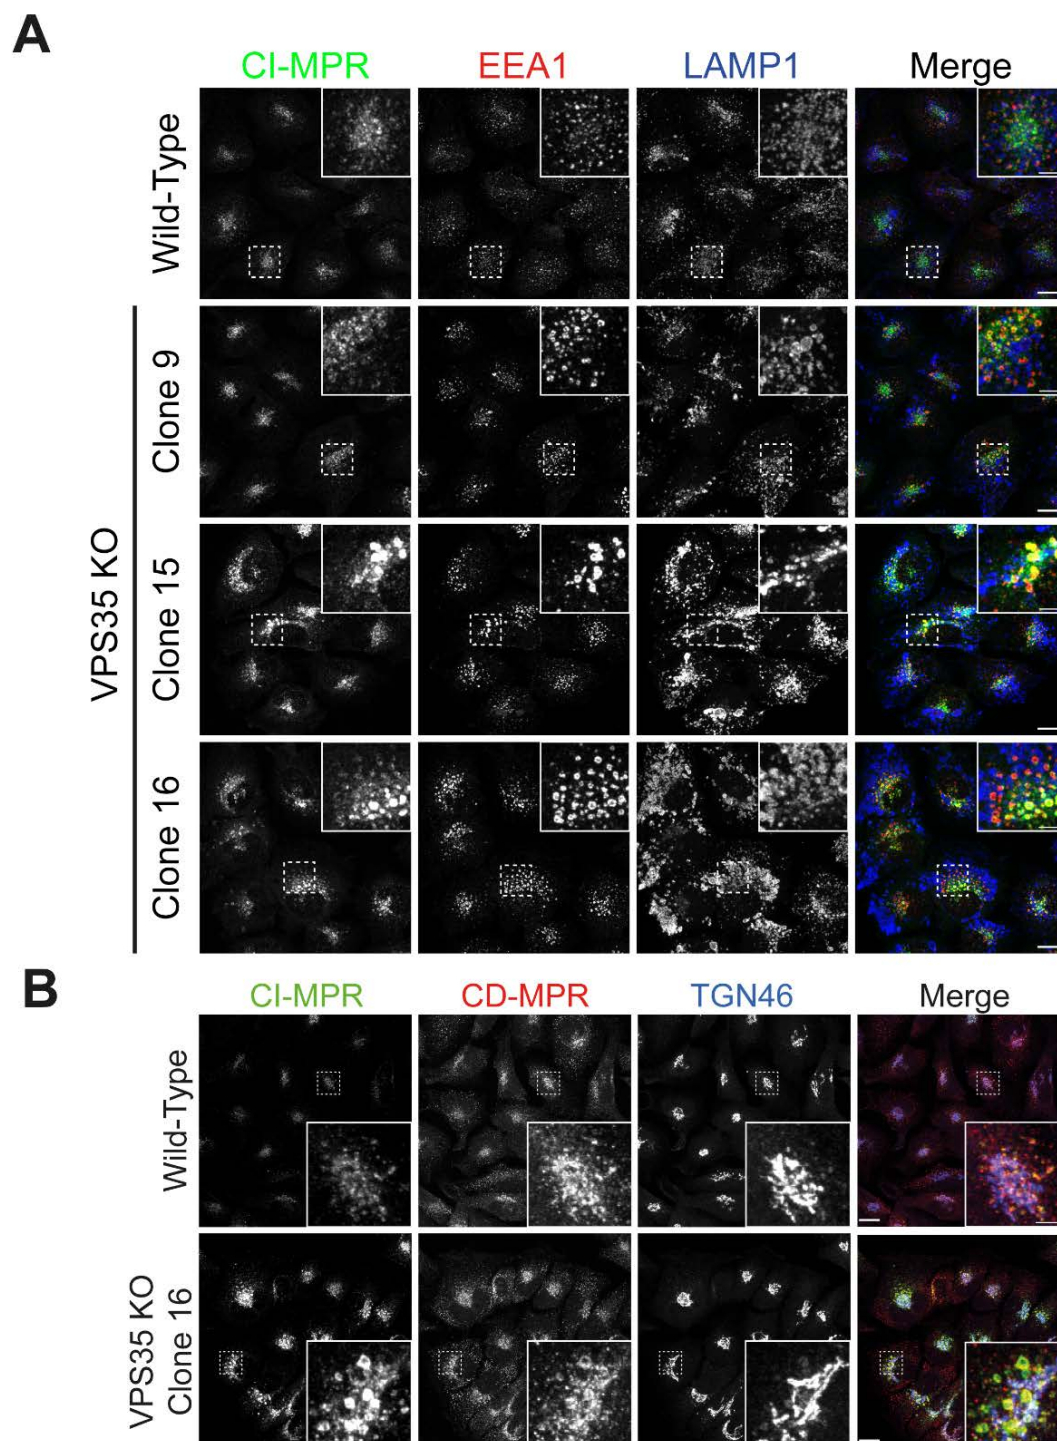 A
CI-MPR EEA1 LAMP1 Merge
Wild-Type
VPS35 KO
Clone 9
Clone 15
Clone 16
B
CI-MPR CD-MPR TGN46 Merge
Wild-Type
VPS35 KO
Clone 16